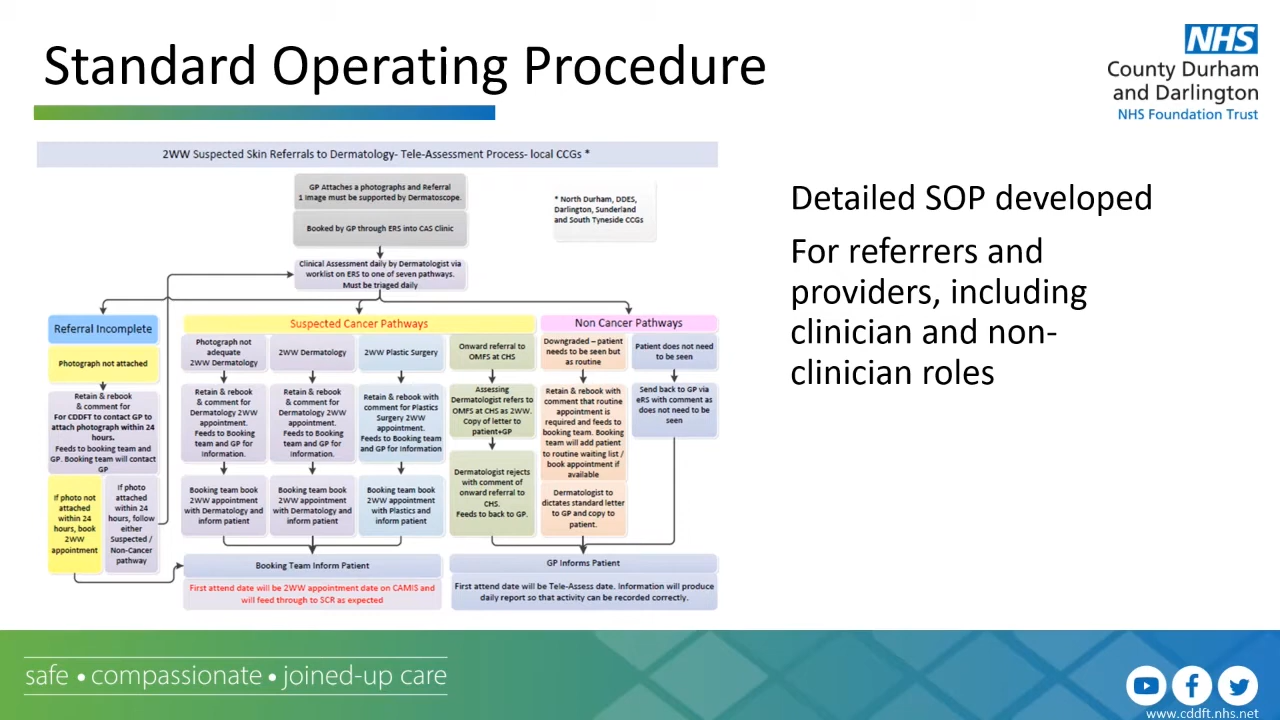 Standard Operating Procedure
NHS
County Durham
and Darlington
NHS Foundation Trust
2WW Suspected Skin Referrals to Dermatology- Tele-Assessment Process- local CCGs *
GP Attaches a photographs and Referral
1 Image must be supported by Dermatoscope.
Booked by GP through ERS into CAS Clinic
* North Durham, DDES,
Darlington, Sunderland
and South Tyneside CCGs
Clinical Assessment daily by Dermatologist via
worklist on ERS to one of seven pathways.
Must be triaged daily
Referral Incomplete
Photograph not attached
Retain & rebook
& comment for
For CDDFT to contact GP to
attach photograph within 24
hours.
Feeds to booking team and
GP. Booking team will contact
GP
If photo not
attached
within 24
hours, book
2WW
appointment
If photo
attached
within 24
hours, follow
either
Suspected /
Non-Cancer
pathway
Suspected Cancer Pathways
Photograph not
adequate
2WW Dermatology
Retain & rebook
& comment for
Dermatology 2WW
appointment.
Feeds to Booking
team and GP for
Information.
Booking team book
2WW appointment
with Dermatology and
inform patient
2WW Dermatology
Retain & rebook
& comment for
Dermatology 2WW
appointment.
Feeds to Booking
team and GP for
Information.
Booking team book
2WW appointment
with Dermatology and
inform patient
2WW Plastic Surgery
Retain & rebook with
comment for Plastics
Surgery 2WW
appointment.
Feeds to Booking team
and GP for Information
Booking team book
2WW appointment
with Plastics and
inform patient
Onward referral to
OMFS at CHS
Assessing
Dermatologist refers to
OMFS at CHS as 2WW.
Copy of letter to
patient+GP
Dermatologist rejects
with comment of
onward referral to
CHS.
Feeds to back to GP.
Non Cancer Pathways
Downgraded – patient
needs to be seen but
as routine
Retain & rebook with
comment that routine
appointment is
required and feeds to
booking team. Booking
team will add patient
to routine waiting list /
book appointment if
available
Dermatologist to
dictates standard letter
to GP and copy to
patient.
Patient does not need
to be seen
Send back to GP via
eRS with comment as
does not need to be
seen
Booking Team Inform Patient
First attend date will be 2WW appointment date on CAMIS and
will feed through to SCR as expected
GP Informs Patient
First attend date will be Tele-Assess date. Information will produce
daily report so that activity can be recorded correctly.
Detailed SOP developed
For referrers and
providers, including
clinician and non-
clinician roles
safe • compassionate • joined-up care
www.cddft.nhs.net